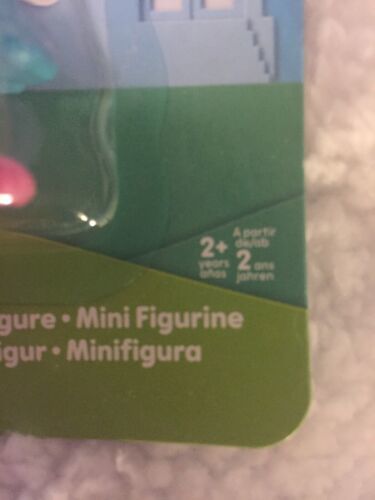 2+
years
años
A partir
de/ab
2 ans
jahren
gure • Mini Figurine
igur • Minifigura